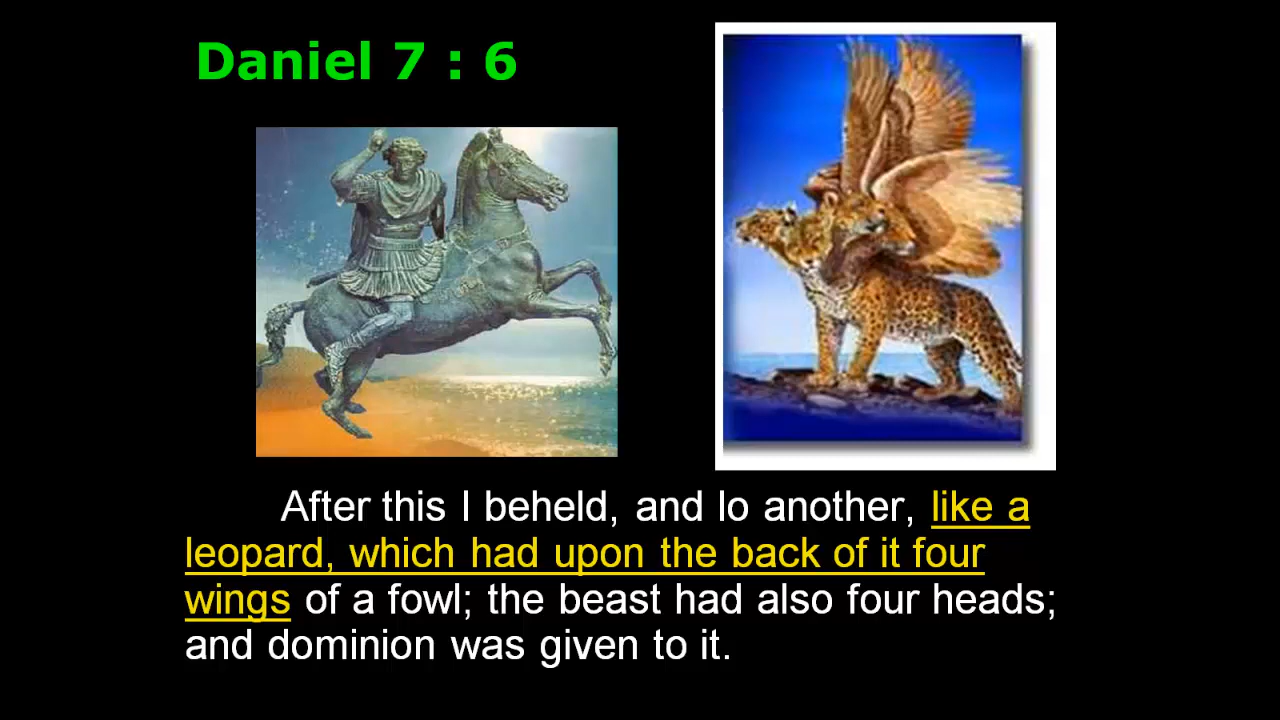 Daniel 7 : 6
After this I beheld, and lo another, like a
leopard, which had upon the back of it four
wings of a fowl; the beast had also four heads;
and dominion was given to it.